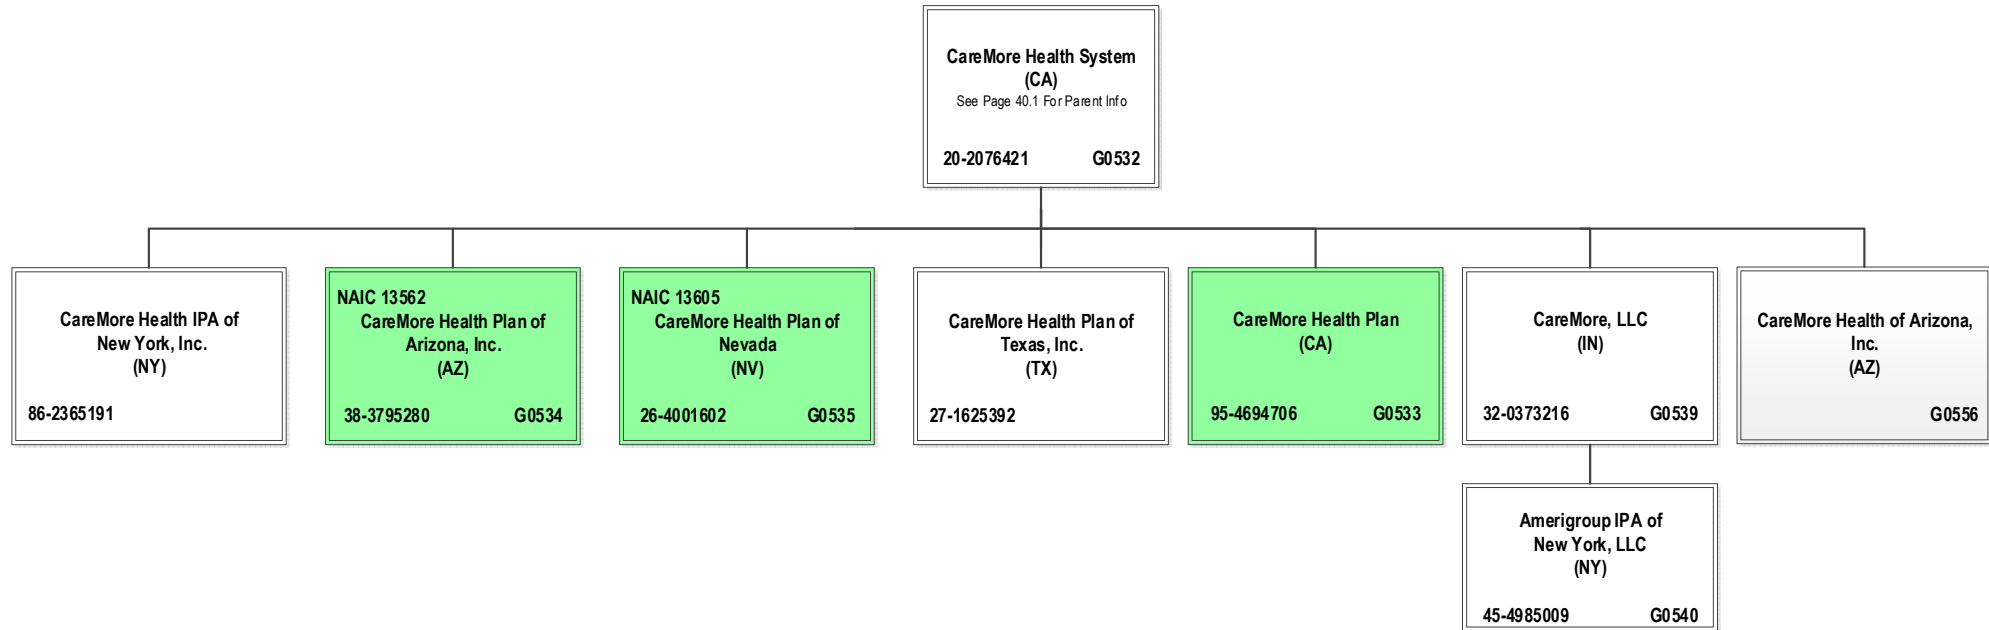 CareMore Health System
(CA)
See Page 40.1 For Parent Info
20-2076421 G0532
CareMore Health IPA of
New York, Inc.
(NY)
86-2365191
NAIC 13562
CareMore Health Plan of
Arizona, Inc.
(AZ)
38-3795280 G0534
NAIC 13605
CareMore Health Plan of
Nevada
(NV)
26-4001602 G0535
CareMore Health Plan of
Texas, Inc.
(TX)
27-1625392
CareMore Health Plan
(CA)
95-4694706 G0533
CareMore, LLC
(IN)
32-0373216 G0539
CareMore Health of Arizona,
Inc.
(AZ)
G0556
Amerigroup IPA of
New York, LLC
(NY)
45-4985009 G0540